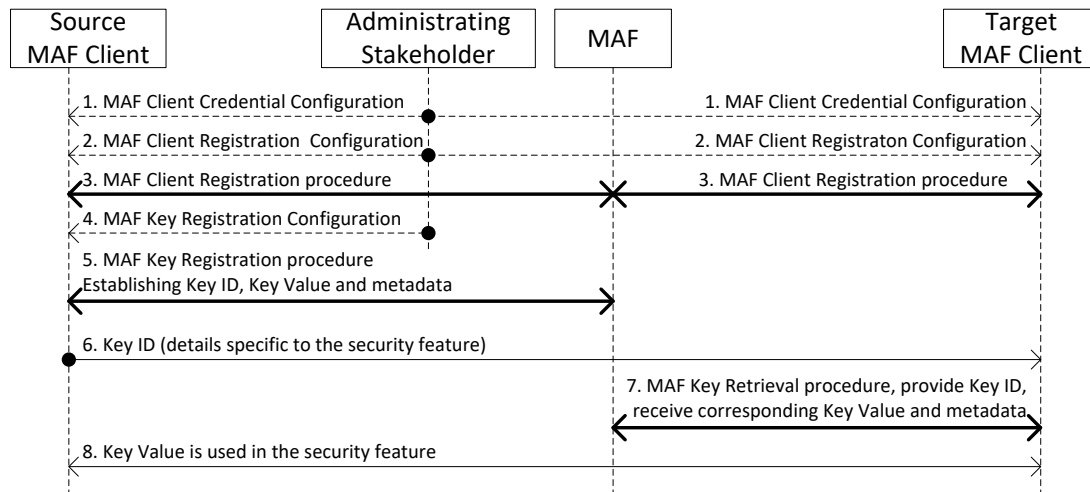 Source
MAF Client
Administrating
Stakeholder
MAF
Target
MAF Client
1. MAF Client Credential Configuration
1. MAF Client Credential Configuration
2. MAF Client Registration  Configuration
2. MAF Client Registraton Configuration
3. MAF Client Registration procedure
3. MAF Client Registration procedure
4. MAF Key Registration Configuration
5. MAF Key Registration procedure
Establishing Key ID, Key Value and metadata
6. Key ID (details specific to the security feature)
7. MAF Key Retrieval procedure, provide Key ID,
receive corresponding Key Value and metadata
8. Key Value is used in the security feature